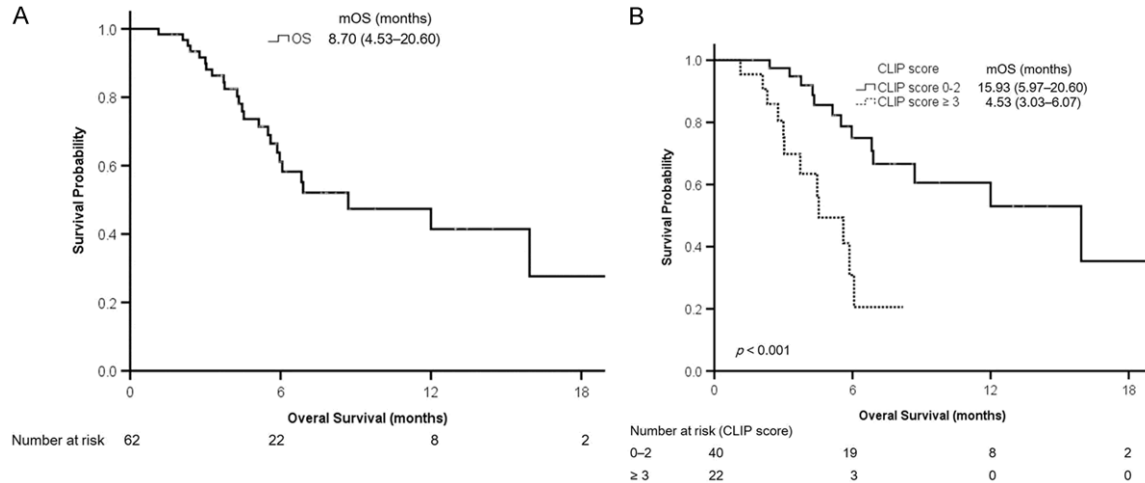 A
mOS (months)
OS 8.70 (4.53–20.60)
1.0
0.8
0.6
0.4
0.2
0.0
Survival Probability
0 6 12 18
Overal Survival (months)
Number at risk 62 22 8 2
B
CLIP score mOS (months)
CLIP score 0-2 15.93 (5.97–20.60)
CLIP score ≥ 3 4.53 (3.03–6.07)
1.0
0.8
0.6
0.4
0.2
0.0
Survival Probability
p < 0.001
0 6 12 18
Overal Survival (months)
Number at risk (CLIP score)
0–2 40 19 8 2
≥ 3 22 3 0 0